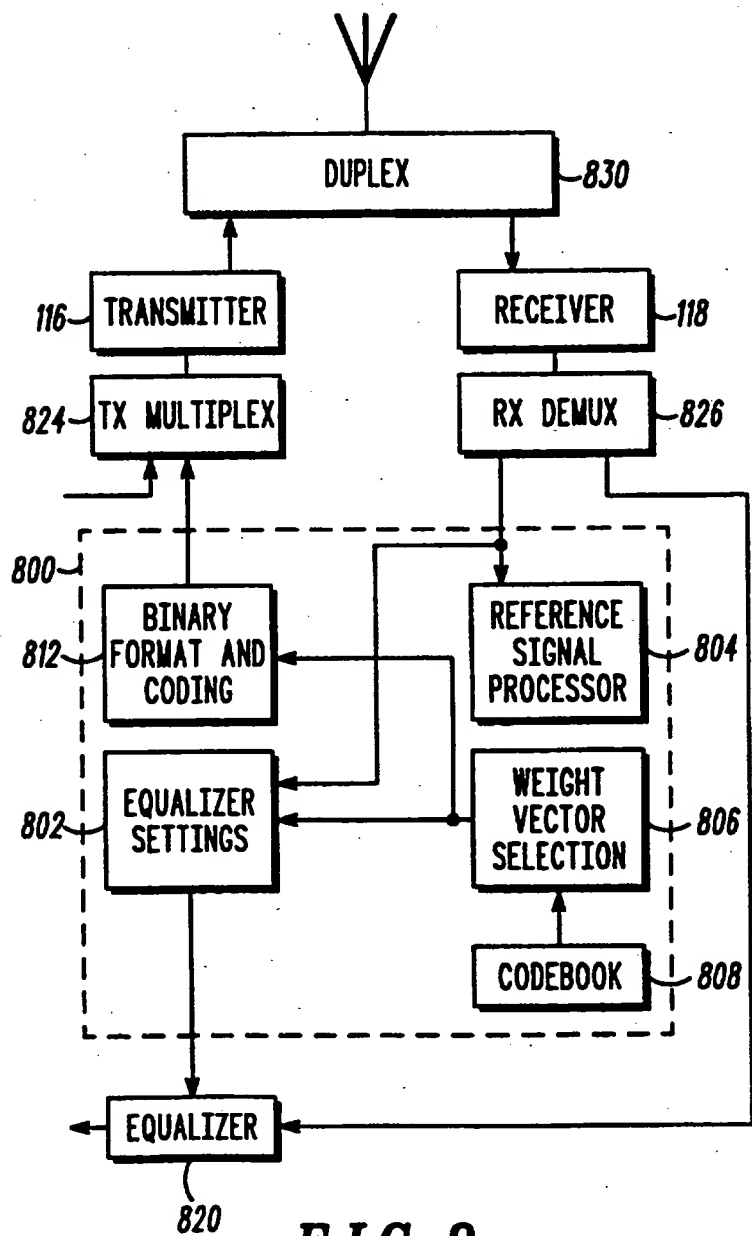 DUPLEX
830
116
TRANSMITTER
RECEIVER
118
824
TX MULTIPLEX
RX DEMUX
826
800
812
BINARY
FORMAT AND
CODING
REFERENCE
SIGNAL
PROCESSOR
804
802
EQUALIZER
SETTINGS
WEIGHT
VECTOR
SELECTION
806
CODEBOOK
808
EQUALIZER
820
FIG